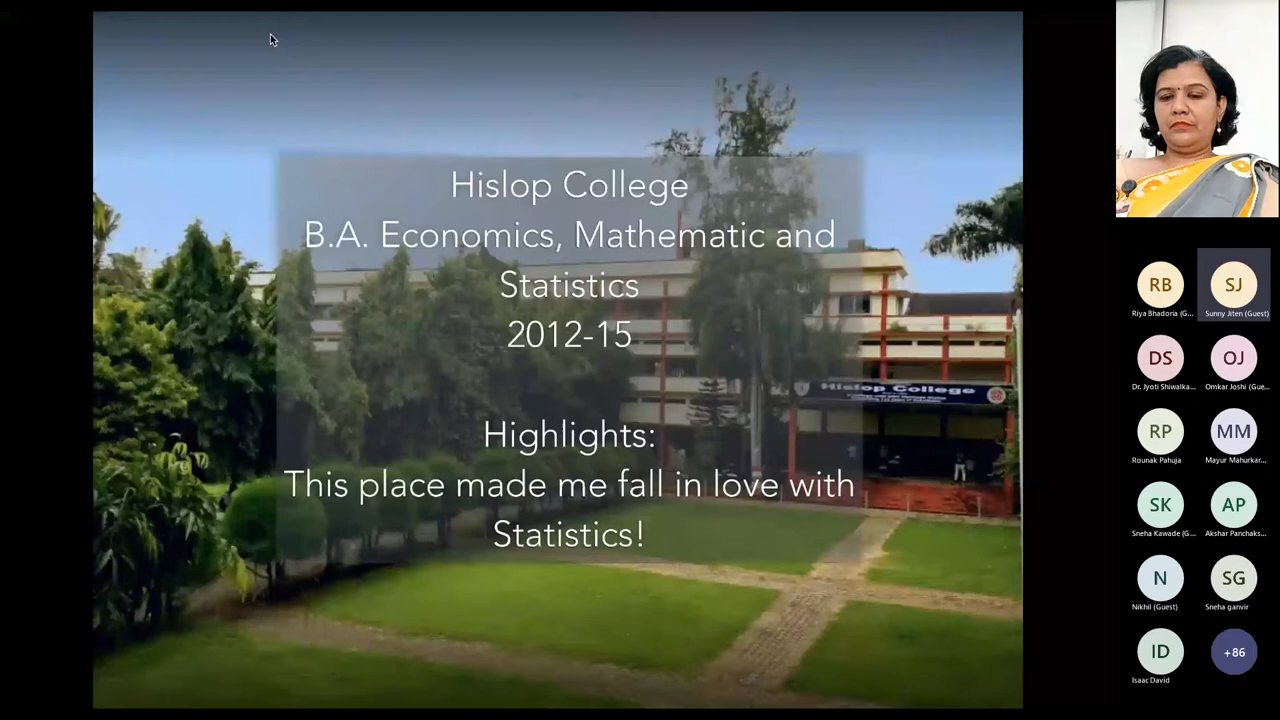 Hislop College
B.A. Economics, Mathematic and
Statistics
2012-15
Highlights:
This place made me fall in love with
Statistics!
Hislop College
RB
Riya Bhadoria (G...
SJ
Sunny Jiten (Guest)
DS
Dr. Jyoti Shiwalka...
OJ
Omkar Joshi (Gue...
RP
Rounak Pahuja
MM
Mayur Mahurkar...
SK
Sneha Kawade (G...
AP
Akshar Panchaks...
N
Nikhil (Guest)
SG
Sneha ganvir
ID
Isaac David
+86